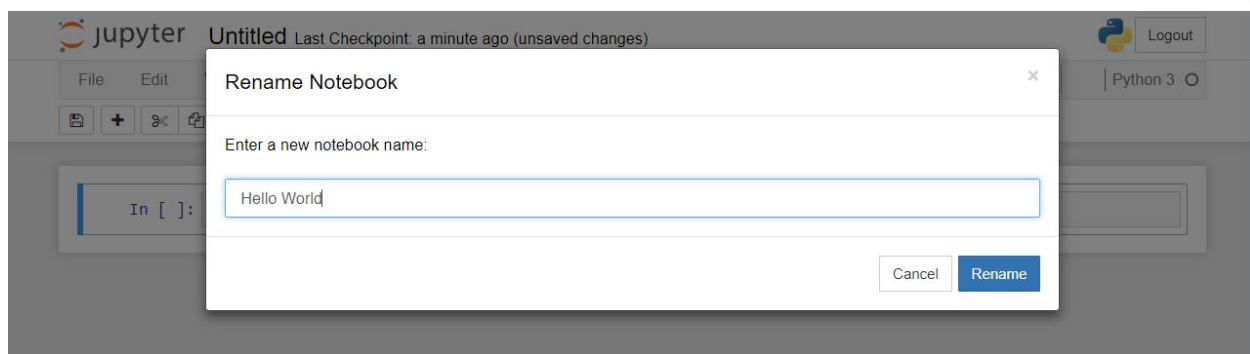 jupyter Untitled Last Checkpoint: a minute ago (unsaved changes) Logout
File Edit Python 3
Rename Notebook ×
Enter a new notebook name:
Hello World
In [ ]:
Cancel Rename